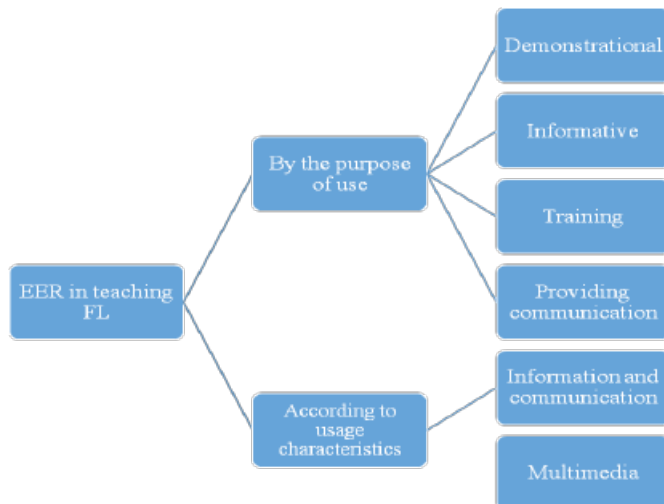 Demonstrational
Informative
By the purpose
of use
Training
EER in teaching
FL
Providing
communication
Information and
communication
According to
usage
characteristics
Multimedia